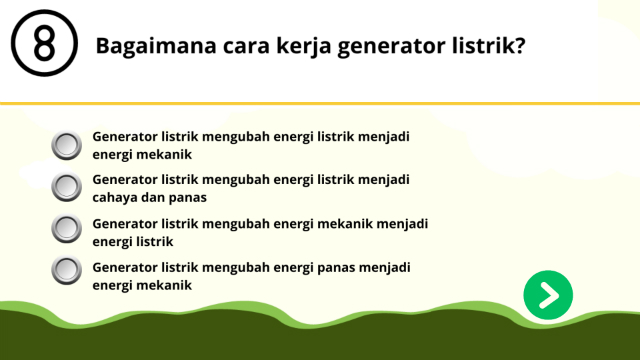 8
Bagaimana cara kerja generator listrik?
Generator listrik mengubah energi listrik menjadi
energi mekanik
Generator listrik mengubah energi listrik menjadi
cahaya dan panas
Generator listrik mengubah energi mekanik menjadi
energi listrik
Generator listrik mengubah energi panas menjadi
energi mekanik